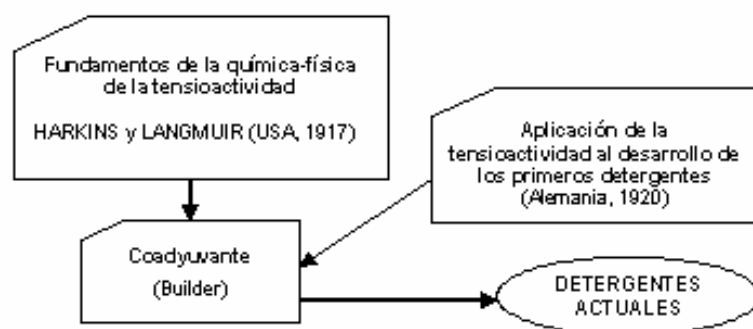 Fundamentos de la química-física
de la tensioactividad
HARKINS y LANGMUIR (USA, 1917)
Aplicación de la
tensioactividad al desarrollo de
los primeros detergentes
(Alemania, 1920)
Coadyuvante
(Builder)
DETERGENTES
ACTUALES